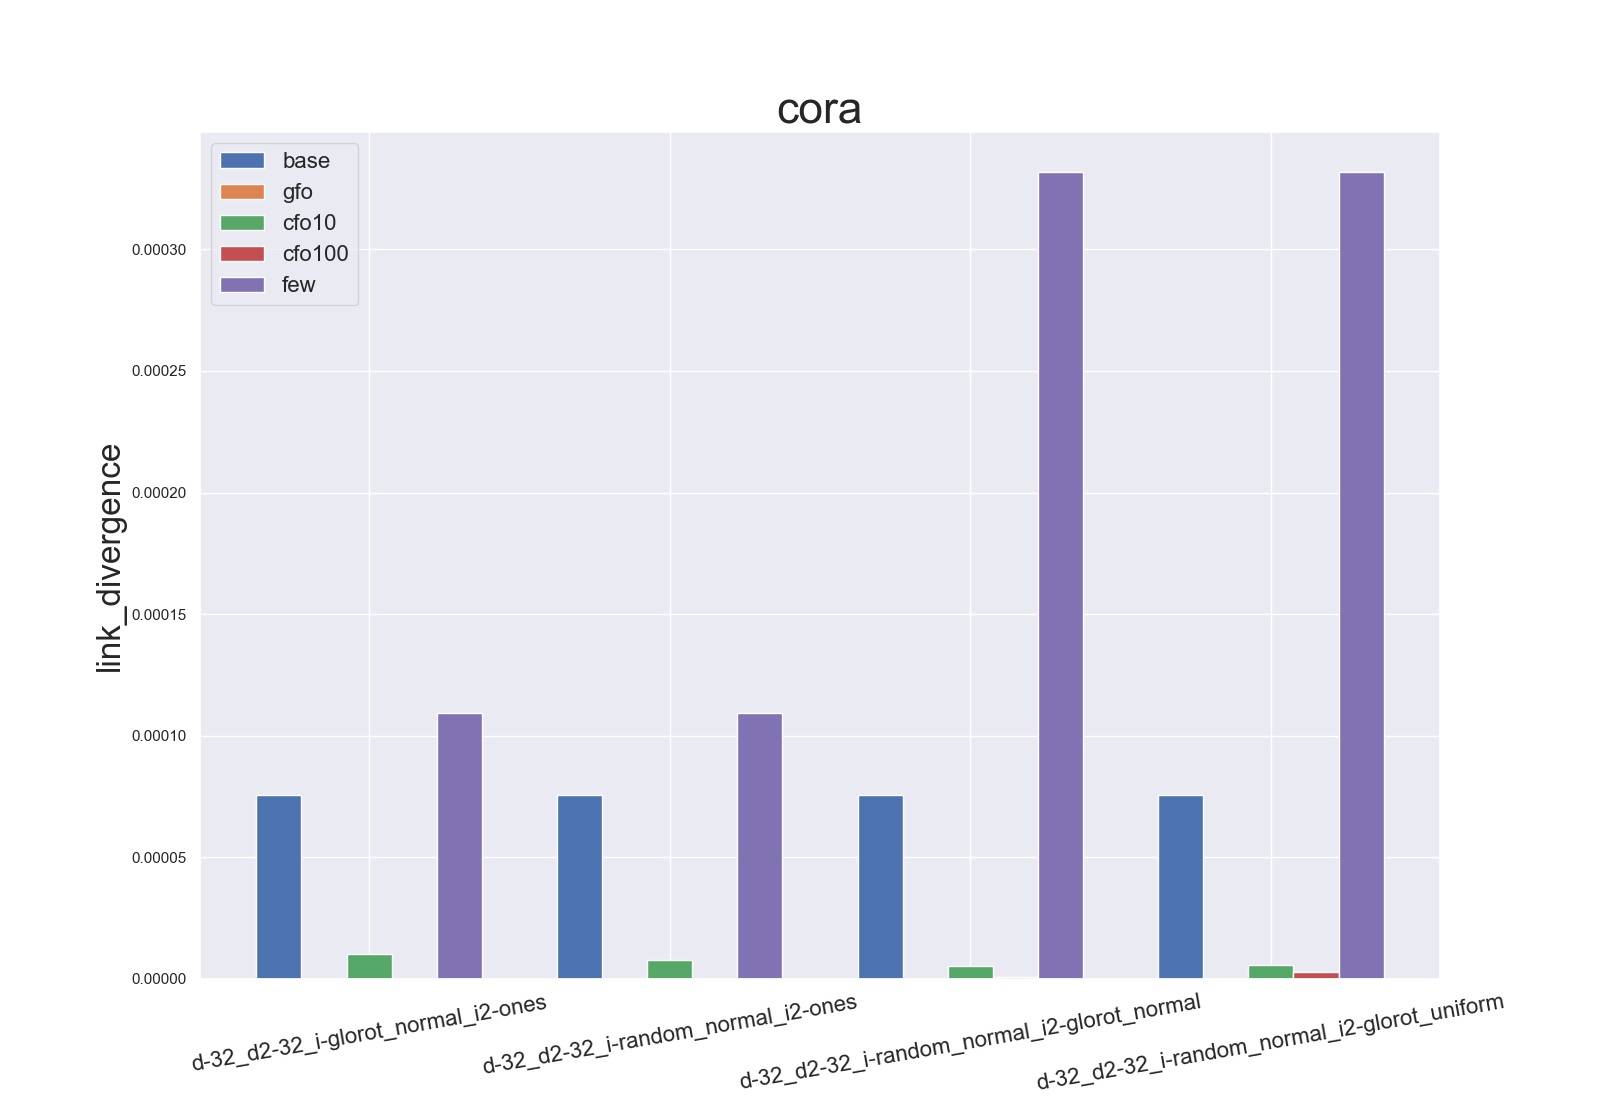 cora
base
gfo
cfo10
cfo100
few
link_divergence
0.00030
0.00025
0.00020
0.00015
0.00010
0.00005
0.00000
d-32_d2-32_i-glorot_normal_i2-ones
d-32_d2-32_i-random_normal_i2-ones
d-32_d2-32_i-random_normal_i2-glorot_normal
d-32_d2-32_i-random_normal_i2-glorot_uniform